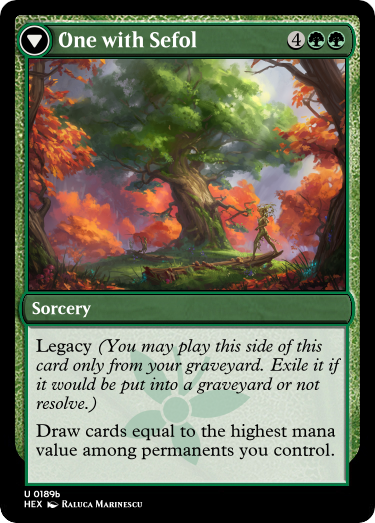 One with Sefol 4
Sorcery
Legacy (You may play this side of this
card only from your graveyard. Exile it if
it would be put into a graveyard or not
resolve.)
Draw cards equal to the highest mana
value among permanents you control.
U 0189b
HEX Raluca Marinescu